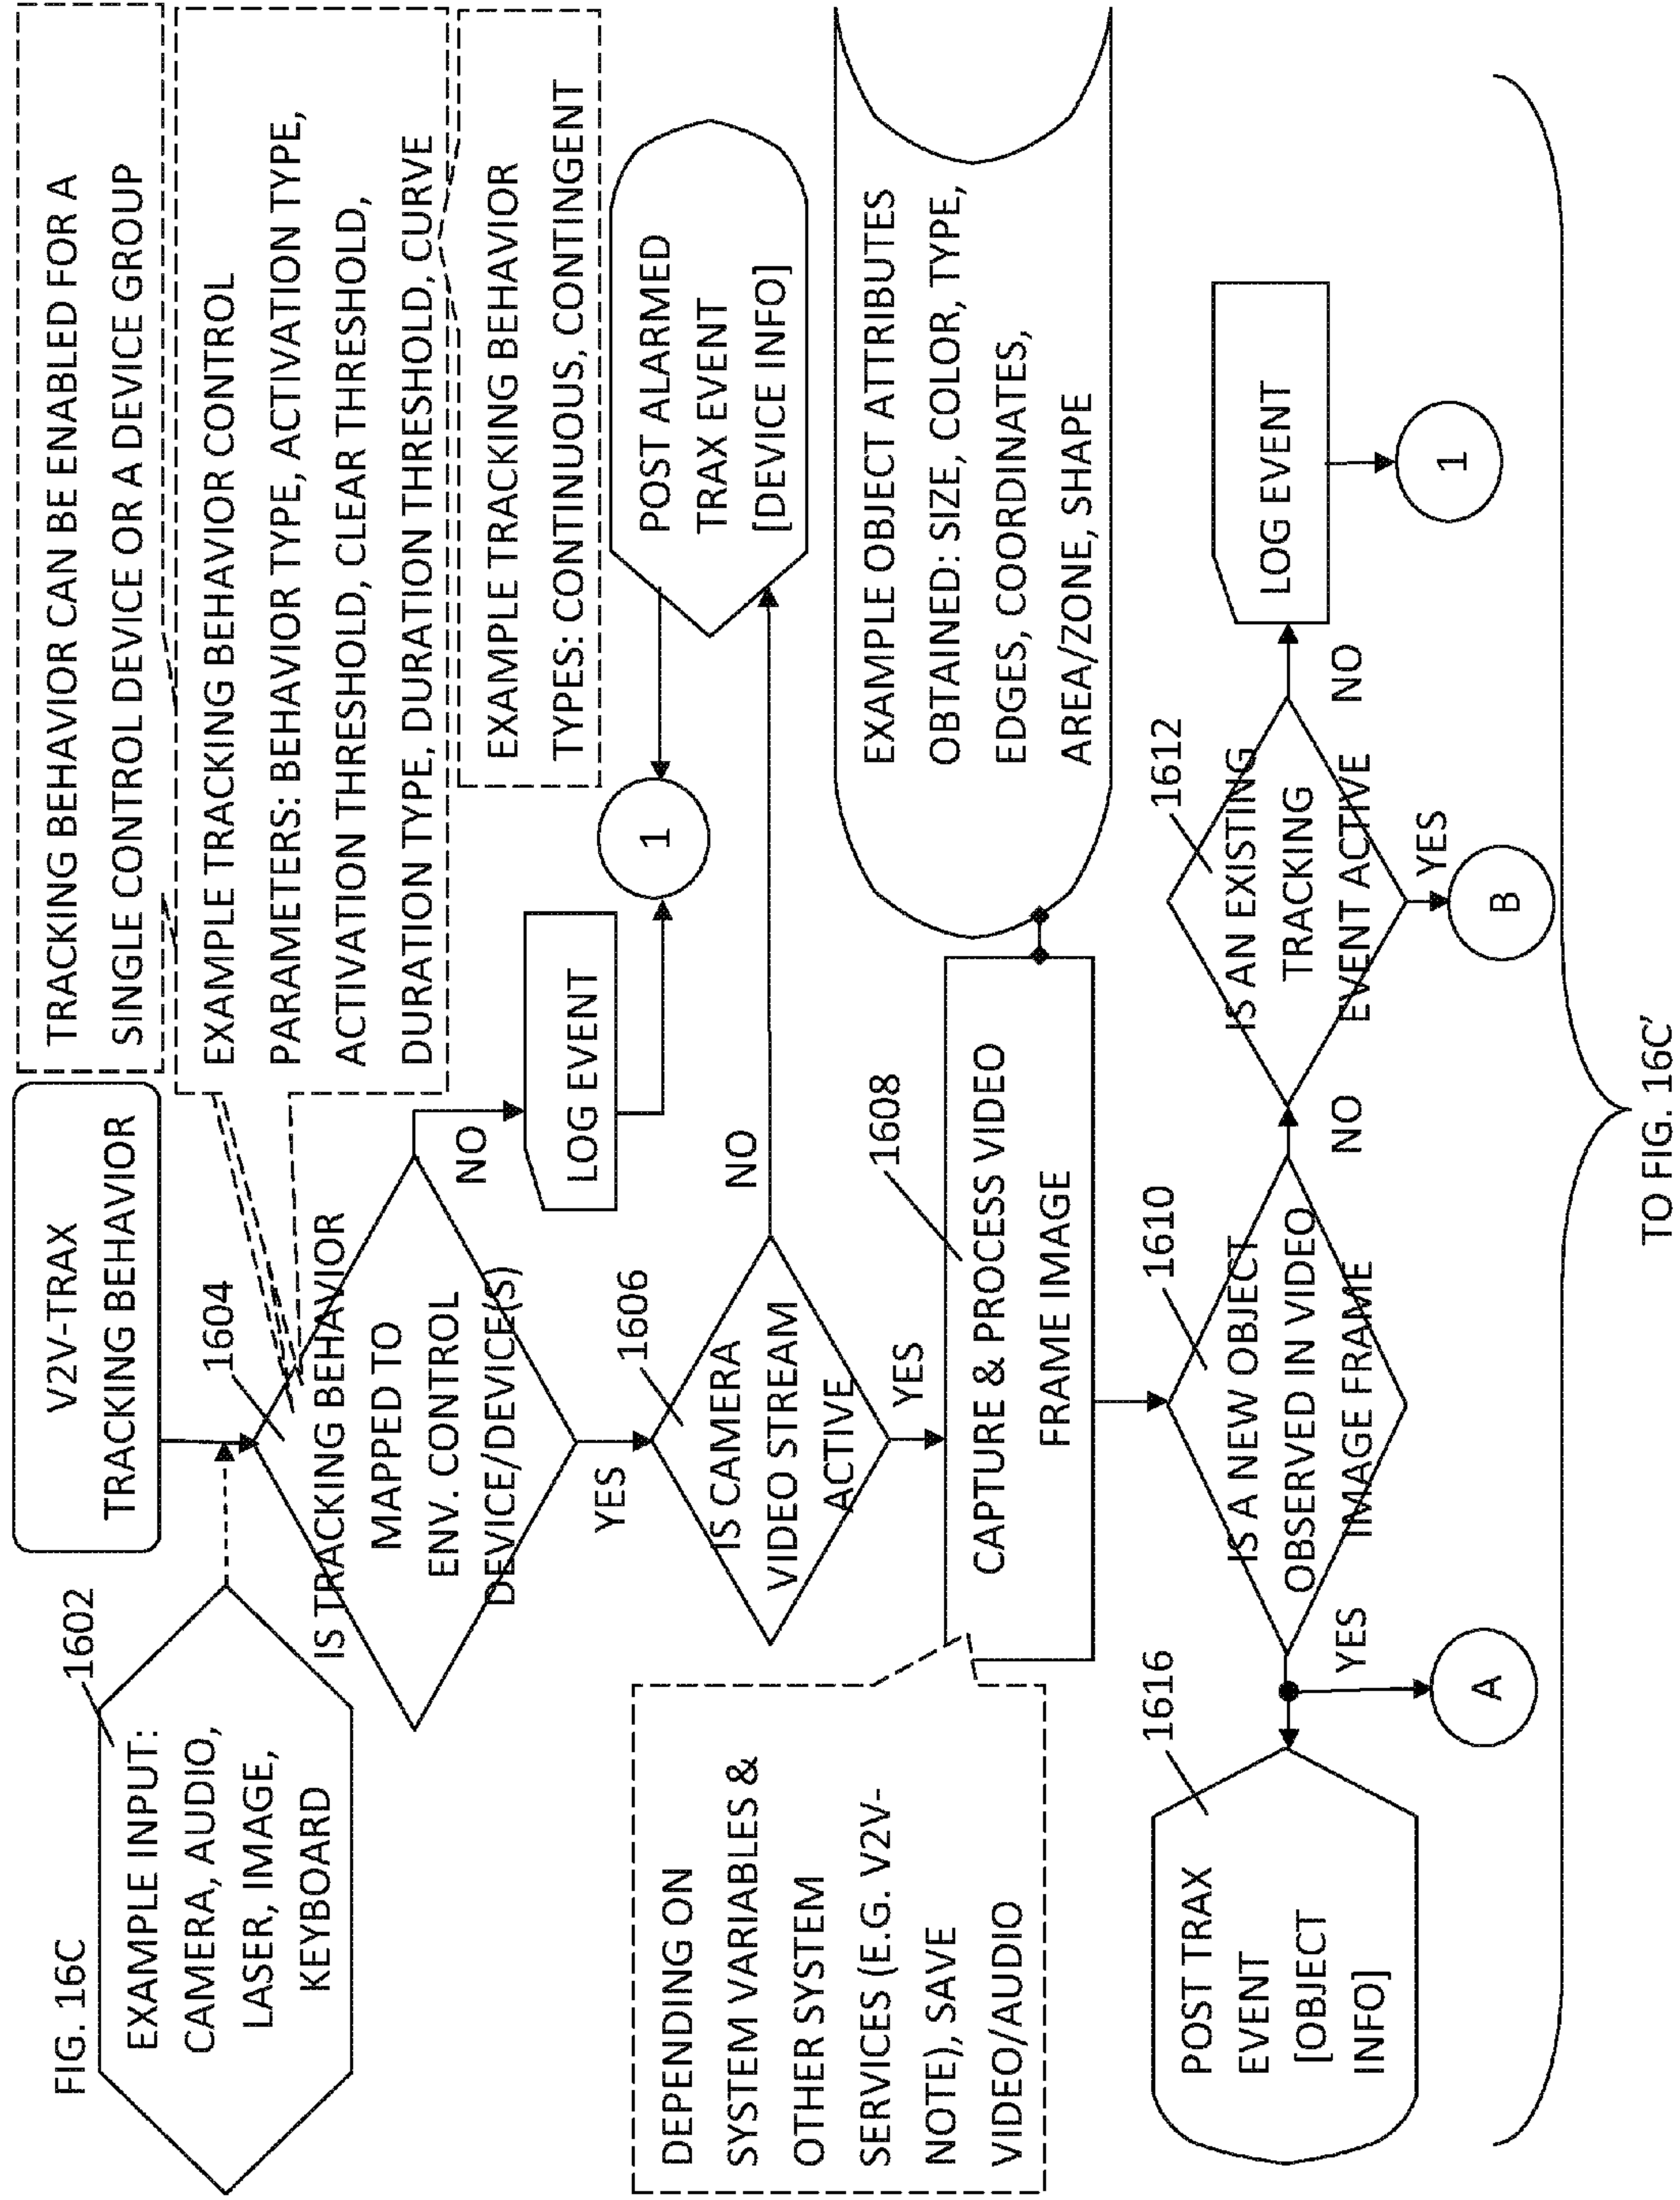 FIG. 16C
1602
EXAMPLE INPUT:
CAMERA, AUDIO,
LASER, IMAGE,
KEYBOARD
V2V-TRAX
TRACKING BEHAVIOR
TRACKING BEHAVIOR CAN BE ENABLED FOR A
SINGLE CONTROL DEVICE OR A DEVICE GROUP
EXAMPLE TRACKING BEHAVIOR CONTROL
PARAMETERS: BEHAVIOR TYPE, ACTIVATION TYPE,
ACTIVATION THRESHOLD, CLEAR THRESHOLD,
DURATION TYPE, DURATION THRESHOLD, CURVE
EXAMPLE TRACKING BEHAVIOR
TYPES: CONTINUOUS, CONTINGENT
1604
IS TRACKING BEHAVIOR
MAPPED TO
ENV. CONTROL
DEVICE/DEVICE(S)
NO
LOG EVENT
1
POST ALARMED
TRAX EVENT
[DEVICE INFO]
YES
1606
IS CAMERA
VIDEO STREAM
ACTIVE
NO
YES
DEPENDING ON
SYSTEM VARIABLES &
OTHER SYSTEM
SERVICES (E.G. V2V-
NOTE), SAVE
VIDEO/AUDIO
1608
CAPTURE & PROCESS VIDEO
FRAME IMAGE
EXAMPLE OBJECT ATTRIBUTES
OBTAINED: SIZE, COLOR, TYPE,
EDGES, COORDINATES,
AREA/ZONE, SHAPE
1616
POST TRAX
EVENT
[OBJECT
INFO]
YES
A
1610
IS A NEW OBJECT
OBSERVED IN VIDEO
IMAGE FRAME
NO
1612
IS AN EXISTING
TRACKING
EVENT ACTIVE
YES
B
NO
LOG EVENT
1
TO FIG. 16C'